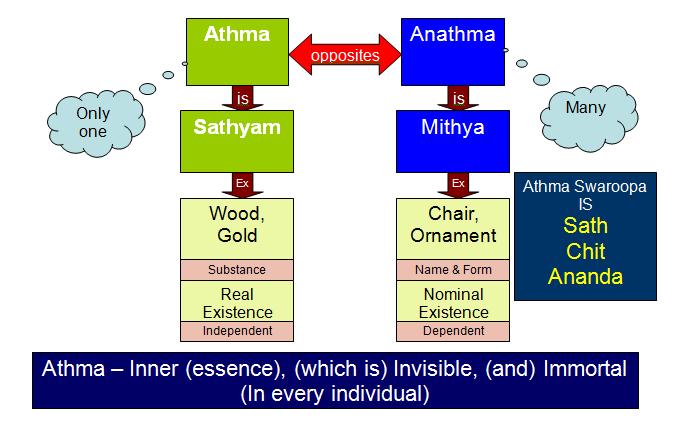 Athma
opposites
Anathma
Only
one
is
is
Many
Sathyam
Mithya
Ex
Ex
Athma Swaroopa
IS
Sath
Chit
Ananda
Wood,
Gold
Chair,
Ornament
Substance
Name & Form
Real
Existence
Nominal
Existence
Independent
Dependent
Athma – Inner (essence), (which is) Invisible, (and) Immortal
(In every individual)